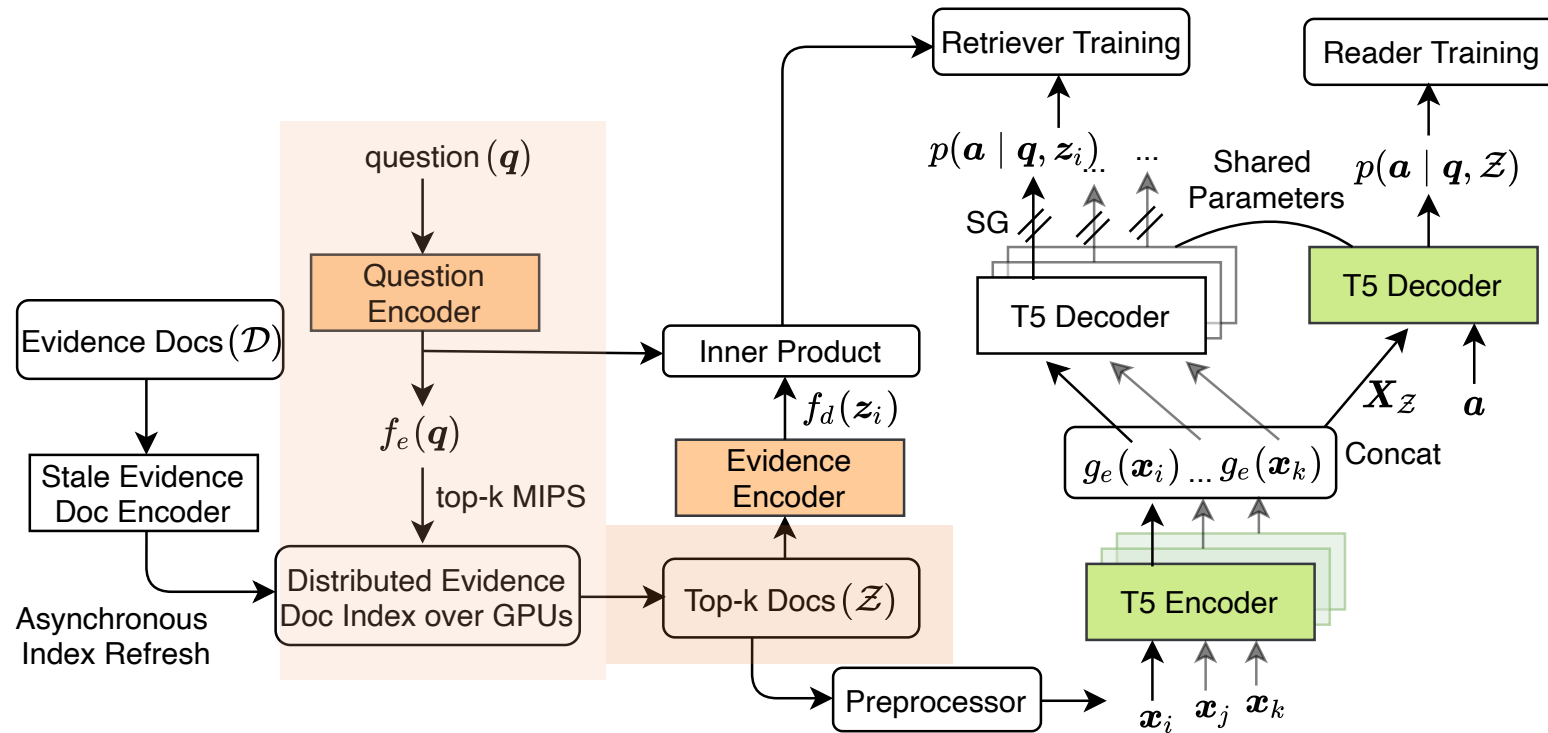 Retriever Training
Reader Training
question (q)
p(a | q, z_i)
...
...
Shared
Parameters
p(a | q, Z)
SG
Question
Encoder
T5 Decoder
T5 Decoder
Evidence Docs (D)
Inner Product
f_e(q)
f_d(z_i)
X_Z
a
Stale Evidence
Doc Encoder
top-k MIPS
Evidence
Encoder
g_e(x_i) ... g_e(x_k)
Concat
Distributed Evidence
Doc Index over GPUs
Top-k Docs (Z)
T5 Encoder
Asynchronous
Index Refresh
Preprocessor
x_i x_j x_k